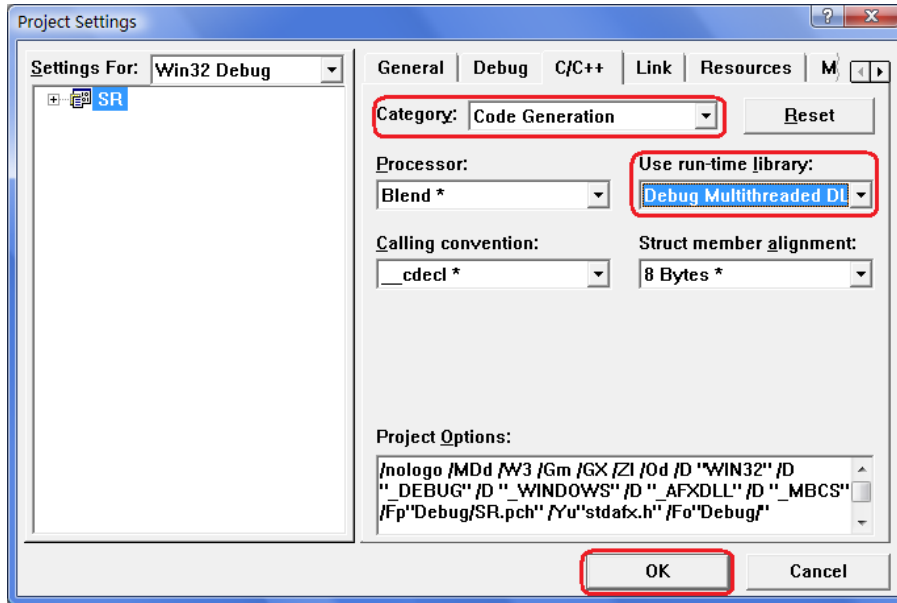 Project Settings
Settings For: Win32 Debug
SR
General Debug C/C++ Link Resources M
Category: Code Generation
Reset
Processor:
Use run-time library:
Blend *
Debug Multithreaded DL
Calling convention:
Struct member alignment:
__cdecl *
8 Bytes *
Project Options:
/nologo /MDd /W3 /Gm /GX /ZI /Od /D "WIN32" /D
"_DEBUG" /D "_WINDOWS" /D "_AFXDLL" /D "_MBCS"
/Fp"Debug/SR.pch" /Yu"stdafx.h" /Fo"Debug/"
OK
Cancel